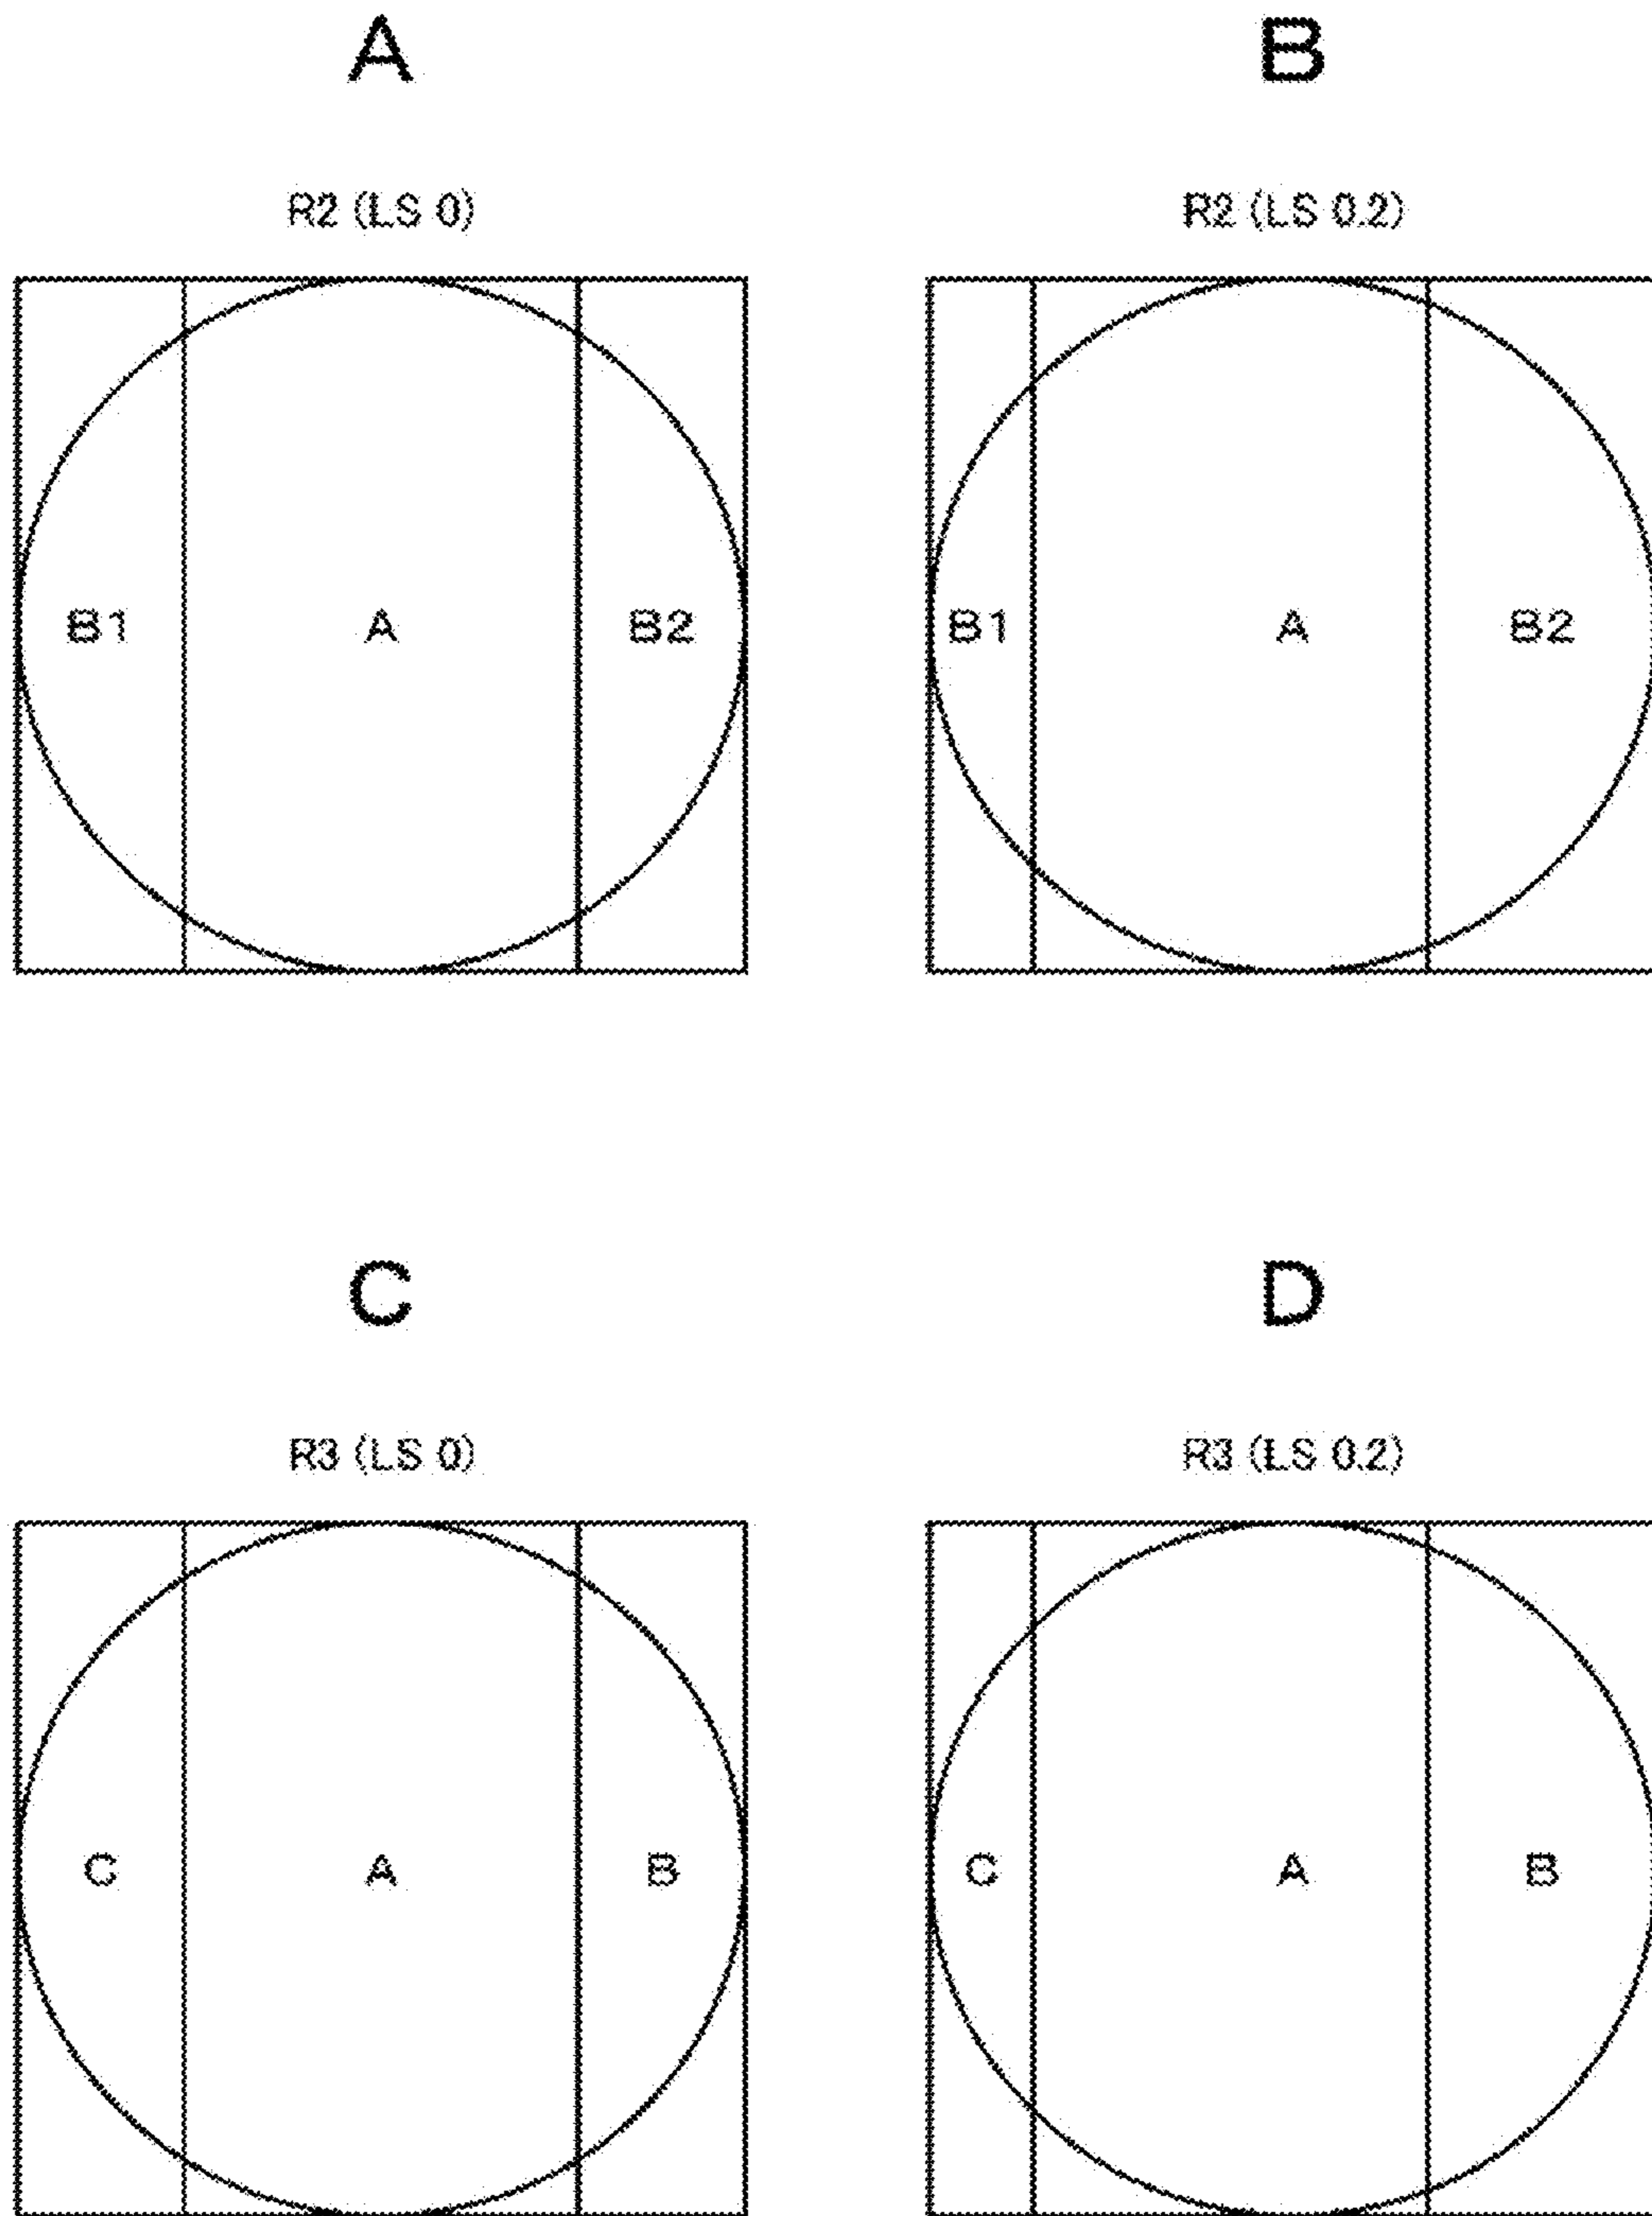 A B
R2 (LS 0) R2 (LS 0.2)
B1 A B2 B1 A B2
C D
R3 (LS 0) R3 (LS 0.2)
C A B C A B